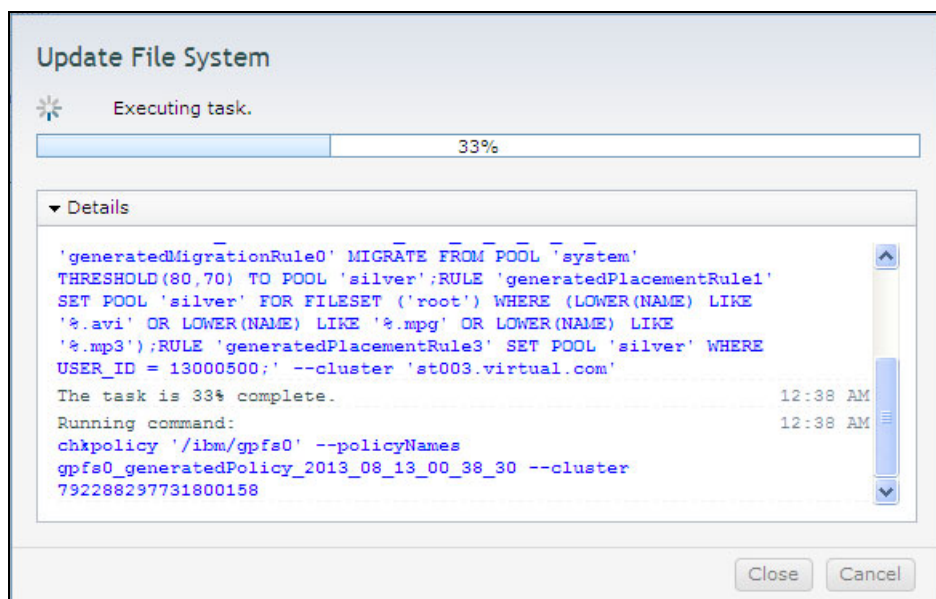 Update File System
Executing task.
33%
Details
'generatedMigrationRule0' MIGRATE FROM POOL 'system'
THRESHOLD(80,70) TO POOL 'silver';RULE 'generatedPlacementRule1'
SET POOL 'silver' FOR FILESET ('root') WHERE (LOWER(NAME) LIKE
'%.avi' OR LOWER(NAME) LIKE '%.mpg' OR LOWER(NAME) LIKE
'%.mp3');RULE 'generatedPlacementRule3' SET POOL 'silver' WHERE
USER_ID = 13000500;' --cluster 'st003.virtual.com'
The task is 33% complete. 12:38 AM
Running command: 12:38 AM
chkpolicy '/ibm/gpfs0' --policyNames
gpfs0_generatedPolicy_2013_08_13_00_38_30 --cluster
792288297731800158
Close Cancel